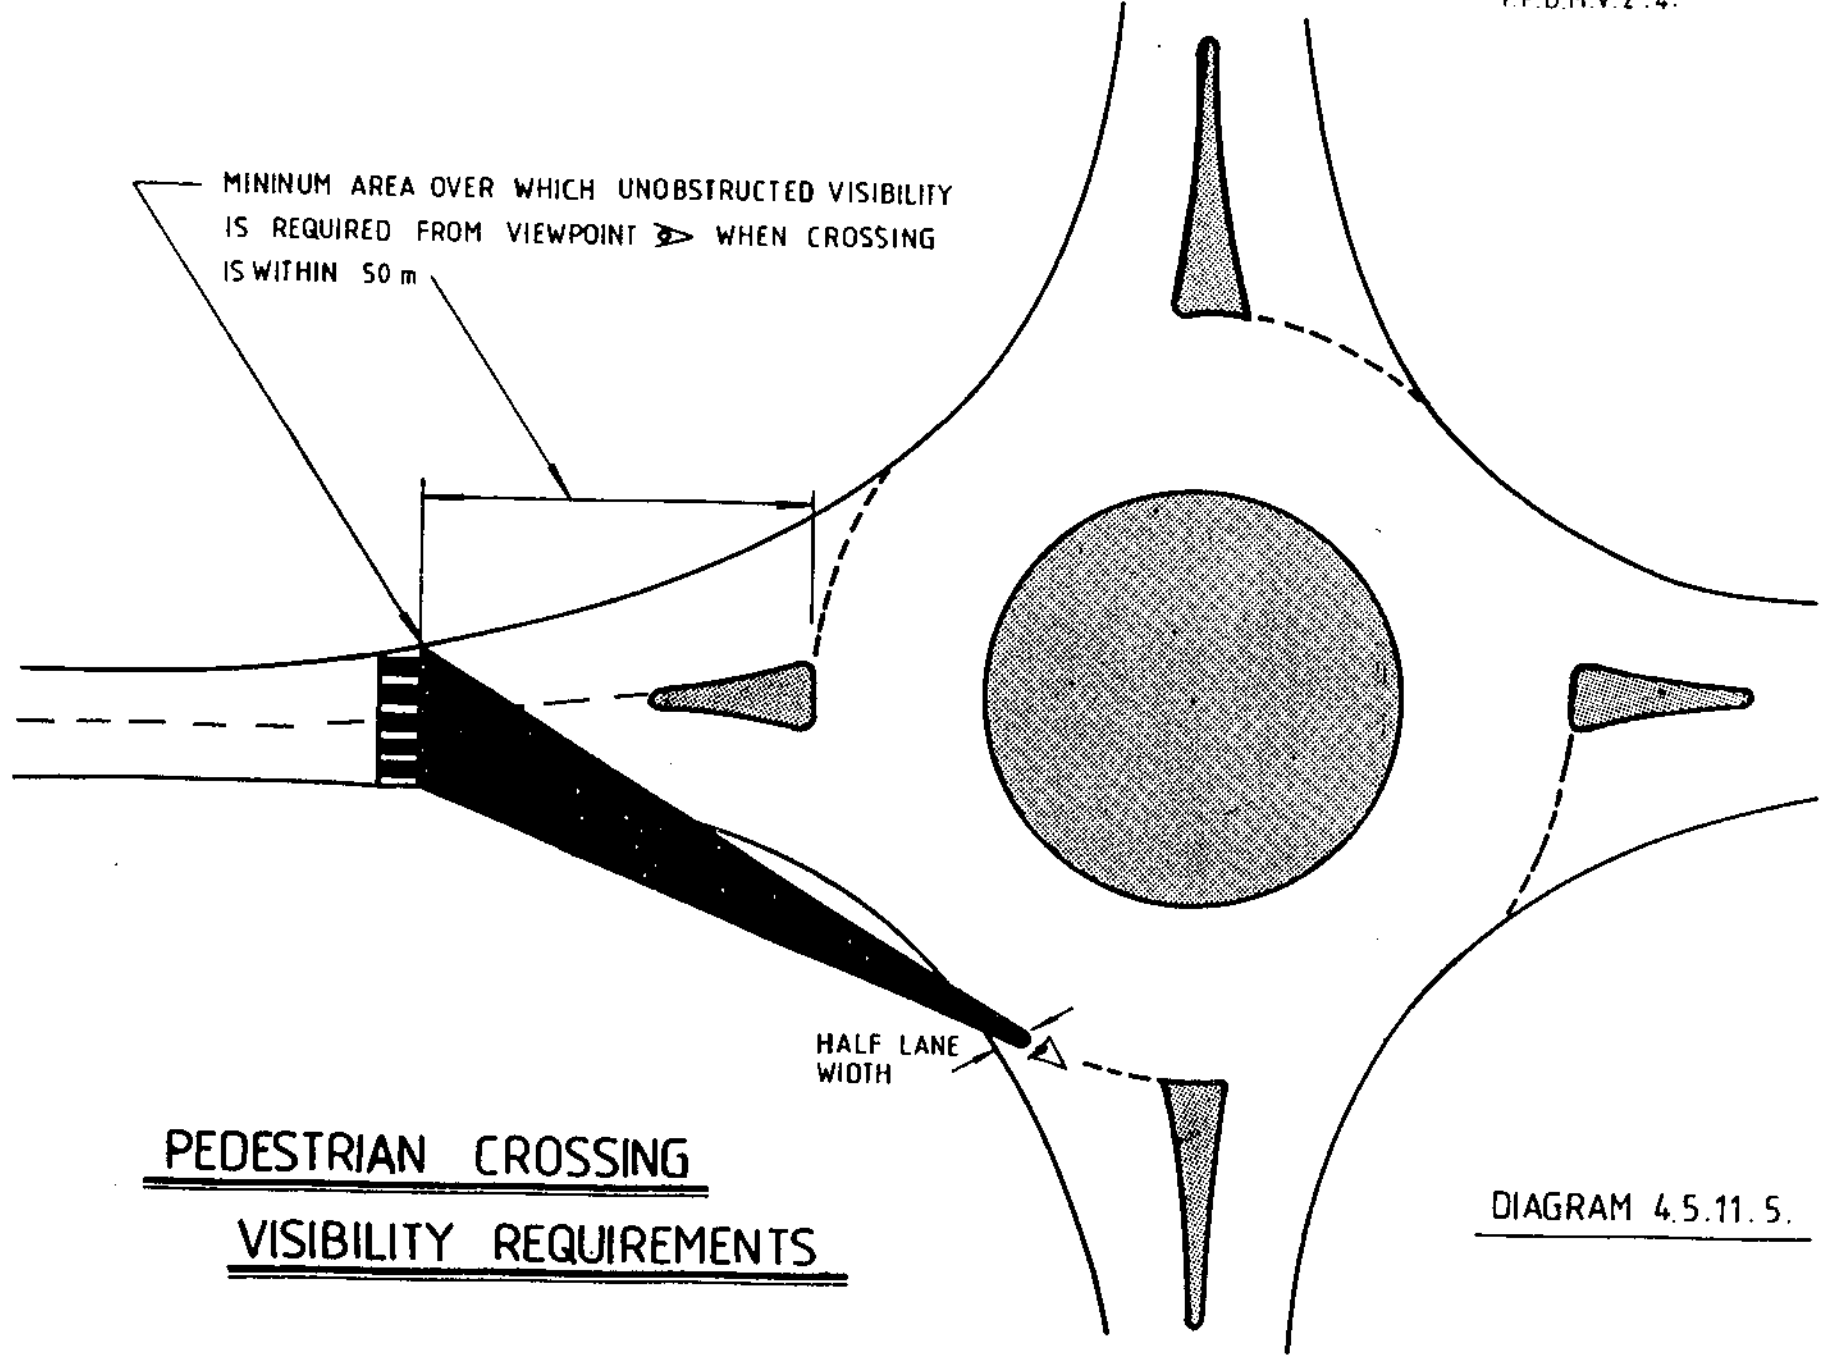 MININUM AREA OVER WHICH UNOBSTRUCTED VISIBILITY
IS REQUIRED FROM VIEWPOINT WHEN CROSSING
IS WITHIN 50 m
HALF LANE
WIDTH
PEDESTRIAN CROSSING
VISIBILITY REQUIREMENTS
DIAGRAM 4.5.11.5.